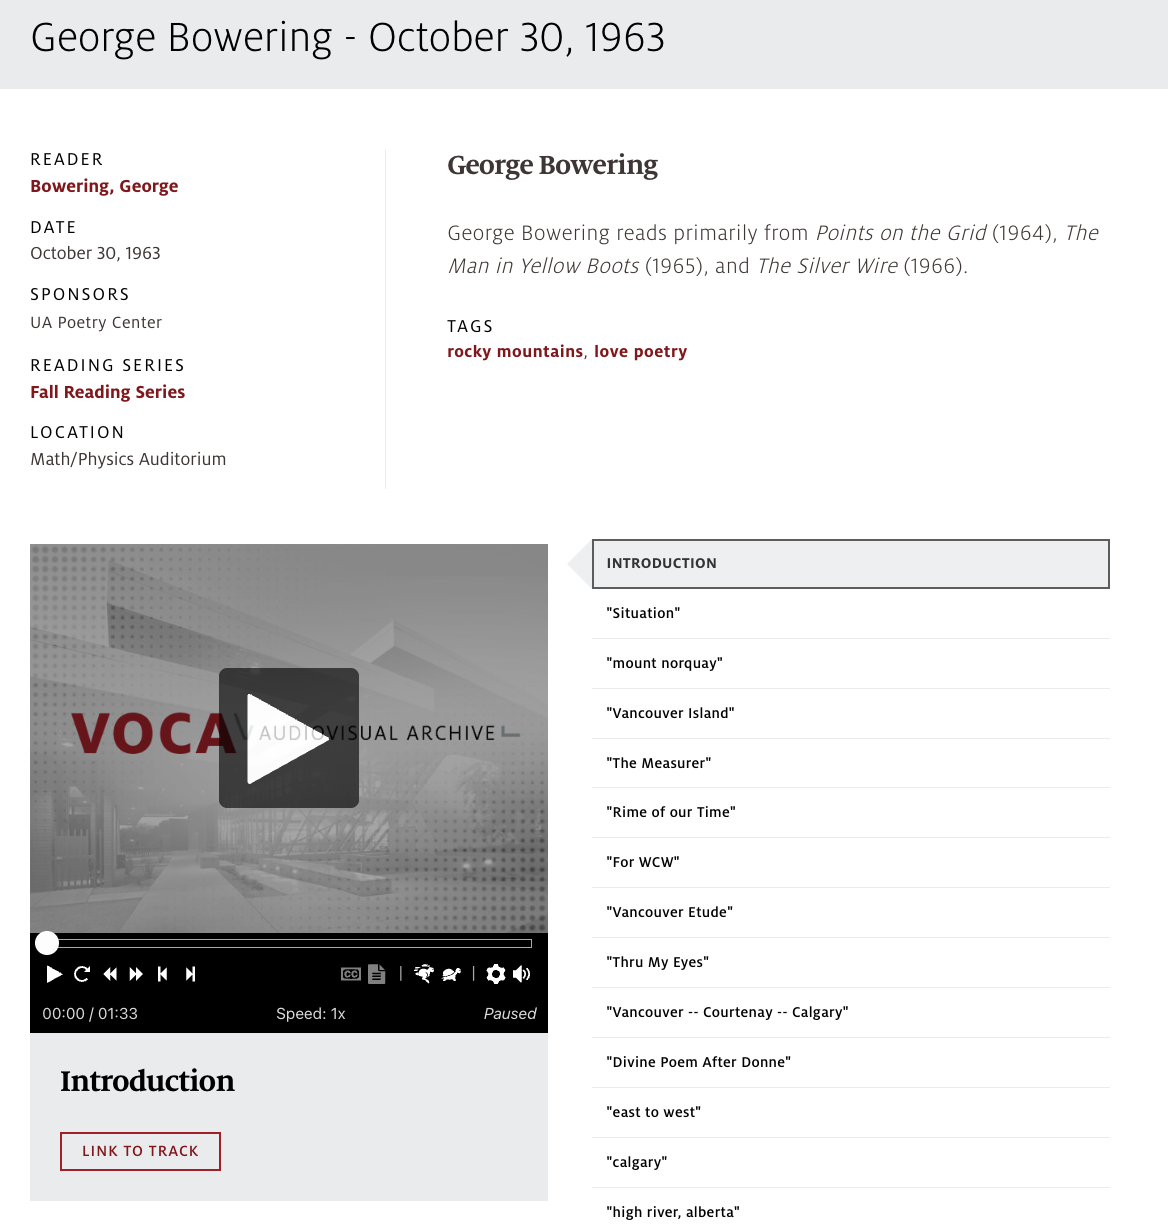 George Bowering - October 30, 1963
READER
Bowering, George
DATE
October 30, 1963
SPONSORS
UA Poetry Center
READING SERIES
Fall Reading Series
LOCATION
Math/Physics Auditorium
George Bowering
George Bowering reads primarily from Points on the Grid (1964), The
Man in Yellow Boots (1965), and The Silver Wire (1966).
TAGS
rocky mountains, love poetry
VOCA AUDIOVISUAL ARCHIVE
CC
00:00 / 01:33 Speed: 1x Paused
Introduction
LINK TO TRACK
INTRODUCTION
"Situation"
"mount norquay"
"Vancouver Island"
"The Measurer"
"Rime of our Time"
"For WCW"
"Vancouver Etude"
"Thru My Eyes"
"Vancouver -- Courtenay -- Calgary"
"Divine Poem After Donne"
"east to west"
"calgary"
"high river, alberta"